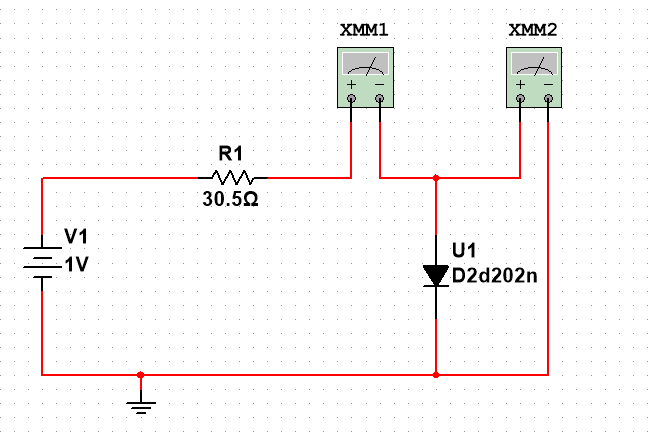 XMM1
XMM2
+ −
+ −
R1
30.5Ω
V1
1V
U1
D2d202n